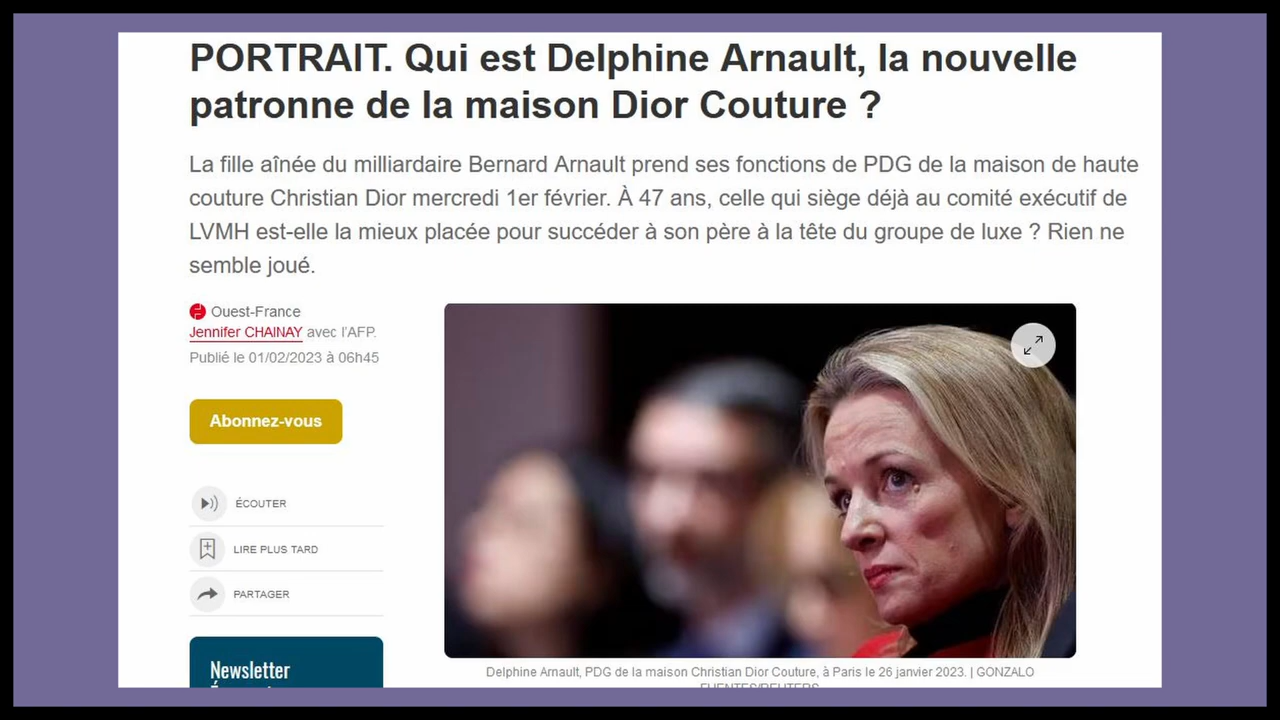 PORTRAIT. Qui est Delphine Arnault, la nouvelle
patronne de la maison Dior Couture ?
La fille aînée du milliardaire Bernard Arnault prend ses fonctions de PDG de la maison de haute
couture Christian Dior mercredi 1er février. À 47 ans, celle qui siège déjà au comité exécutif de
LVMH est-elle la mieux placée pour succéder à son père à la tête du groupe de luxe ? Rien ne
semble joué.
Ouest-France
Jennifer CHAINAY avec l'AFP.
Publié le 01/02/2023 à 06h45
Abonnez-vous
ÉCOUTER
LIRE PLUS TARD
PARTAGER
Newsletter
Delphine Arnault, PDG de la maison Christian Dior Couture, à Paris le 26 janvier 2023. | GONZALO
FUENTES/REUTERS